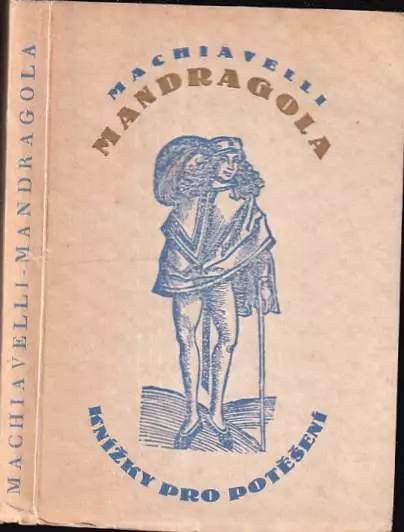 MACHIAVELLI-MANDRAGOLA
MACHIAVELLI
MANDRAGOLA
KNÍŽKY PRO POTĚŠENÍ